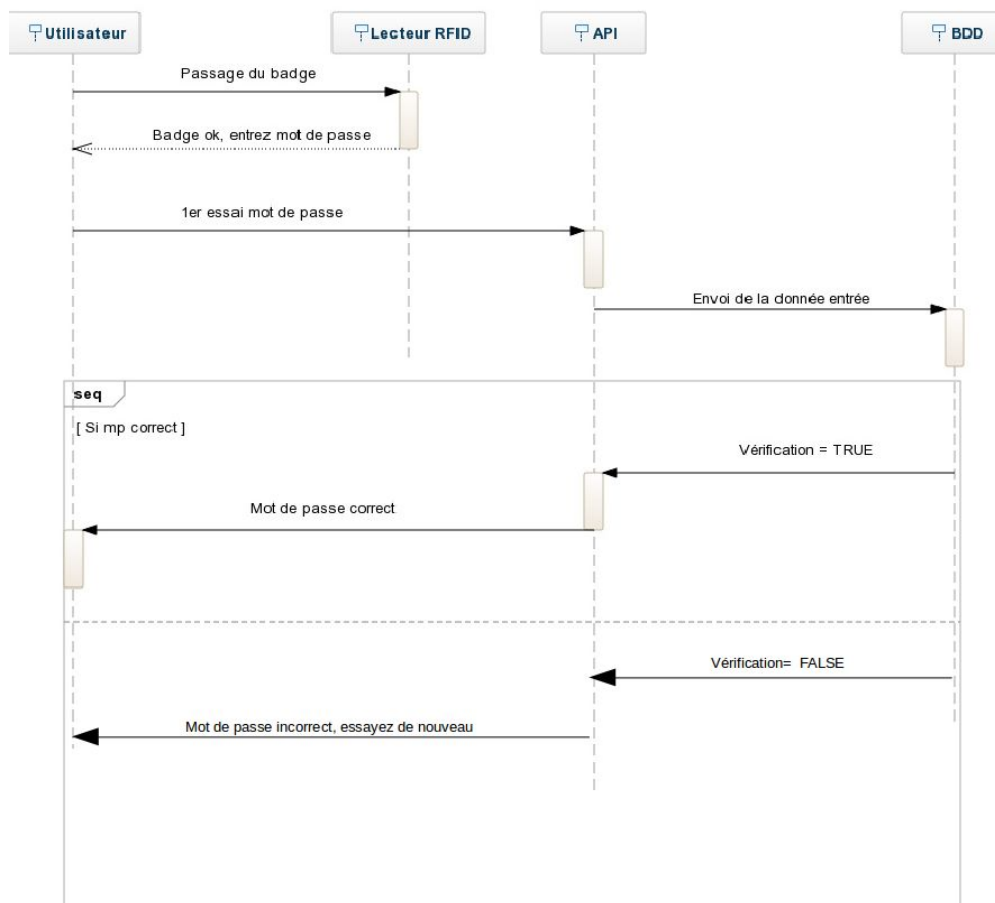 Utilisateur
Lecteur RFID
API
BDD
Passage du badge
Badge ok, entrez mot de passe
1er essai mot de passe
Envoi de la donnée entrée
seq
[ Si mp correct ]
Vérification = TRUE
Mot de passe correct
Vérification= FALSE
Mot de passe incorrect, essayez de nouveau